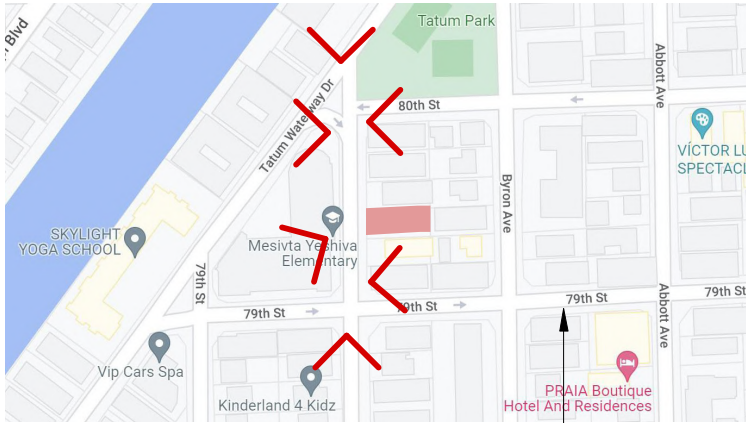 Blvd
Tatum Park
80th St
Abbott Ave
Tatum Waterway Dr
VÍCTOR LU
SPECTACL
Byron Ave
SKYLIGHT
YOGA SCHOOL
Mesivta Yeshiva
Elementary
79th St
79th St
79th St
79th St
79th St
Abbott Ave
Vip Cars Spa
Kinderland 4 Kidz
PRAIA Boutique
Hotel And Residences